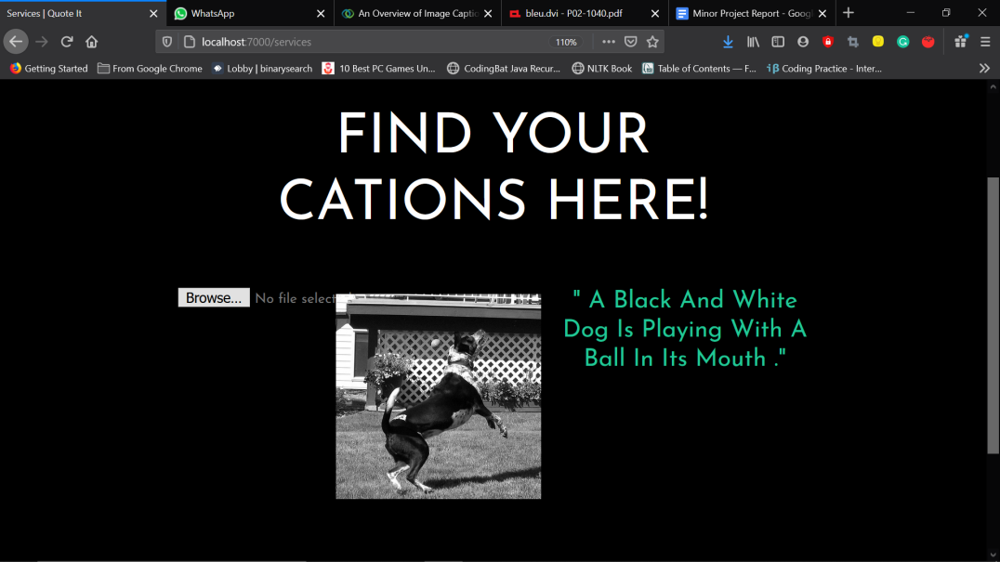 Services | Quote It
WhatsApp
An Overview of Image Captio
bleu.dvi - P02-1040.pdf
Minor Project Report - Googl
localhost:7000/services
110%
Getting Started
From Google Chrome
Lobby | binarysearch
10 Best PC Games Un...
CodingBat Java Recur...
NLTK Book
Table of Contents — F...
iβ Coding Practice - Inter...
FIND YOUR
CATIONS HERE!
Browse... No file select
" A Black And White
Dog Is Playing With A
Ball In Its Mouth ."